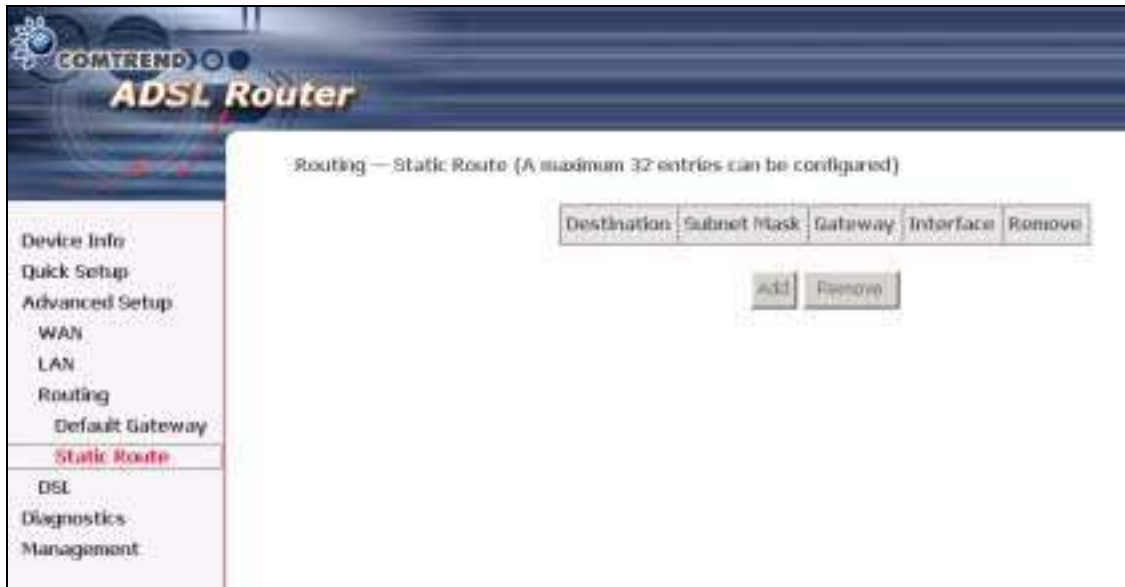 COMTREND
ADSL Router
Routing -- Static Route (A maximum 32 entries can be configured)
Destination Subnet Mask Gateway Interface Remove
Add Remove
Device Info
Quick Setup
Advanced Setup
WAN
LAN
Routing
Default Gateway
Static Route
DSL
Diagnostics
Management